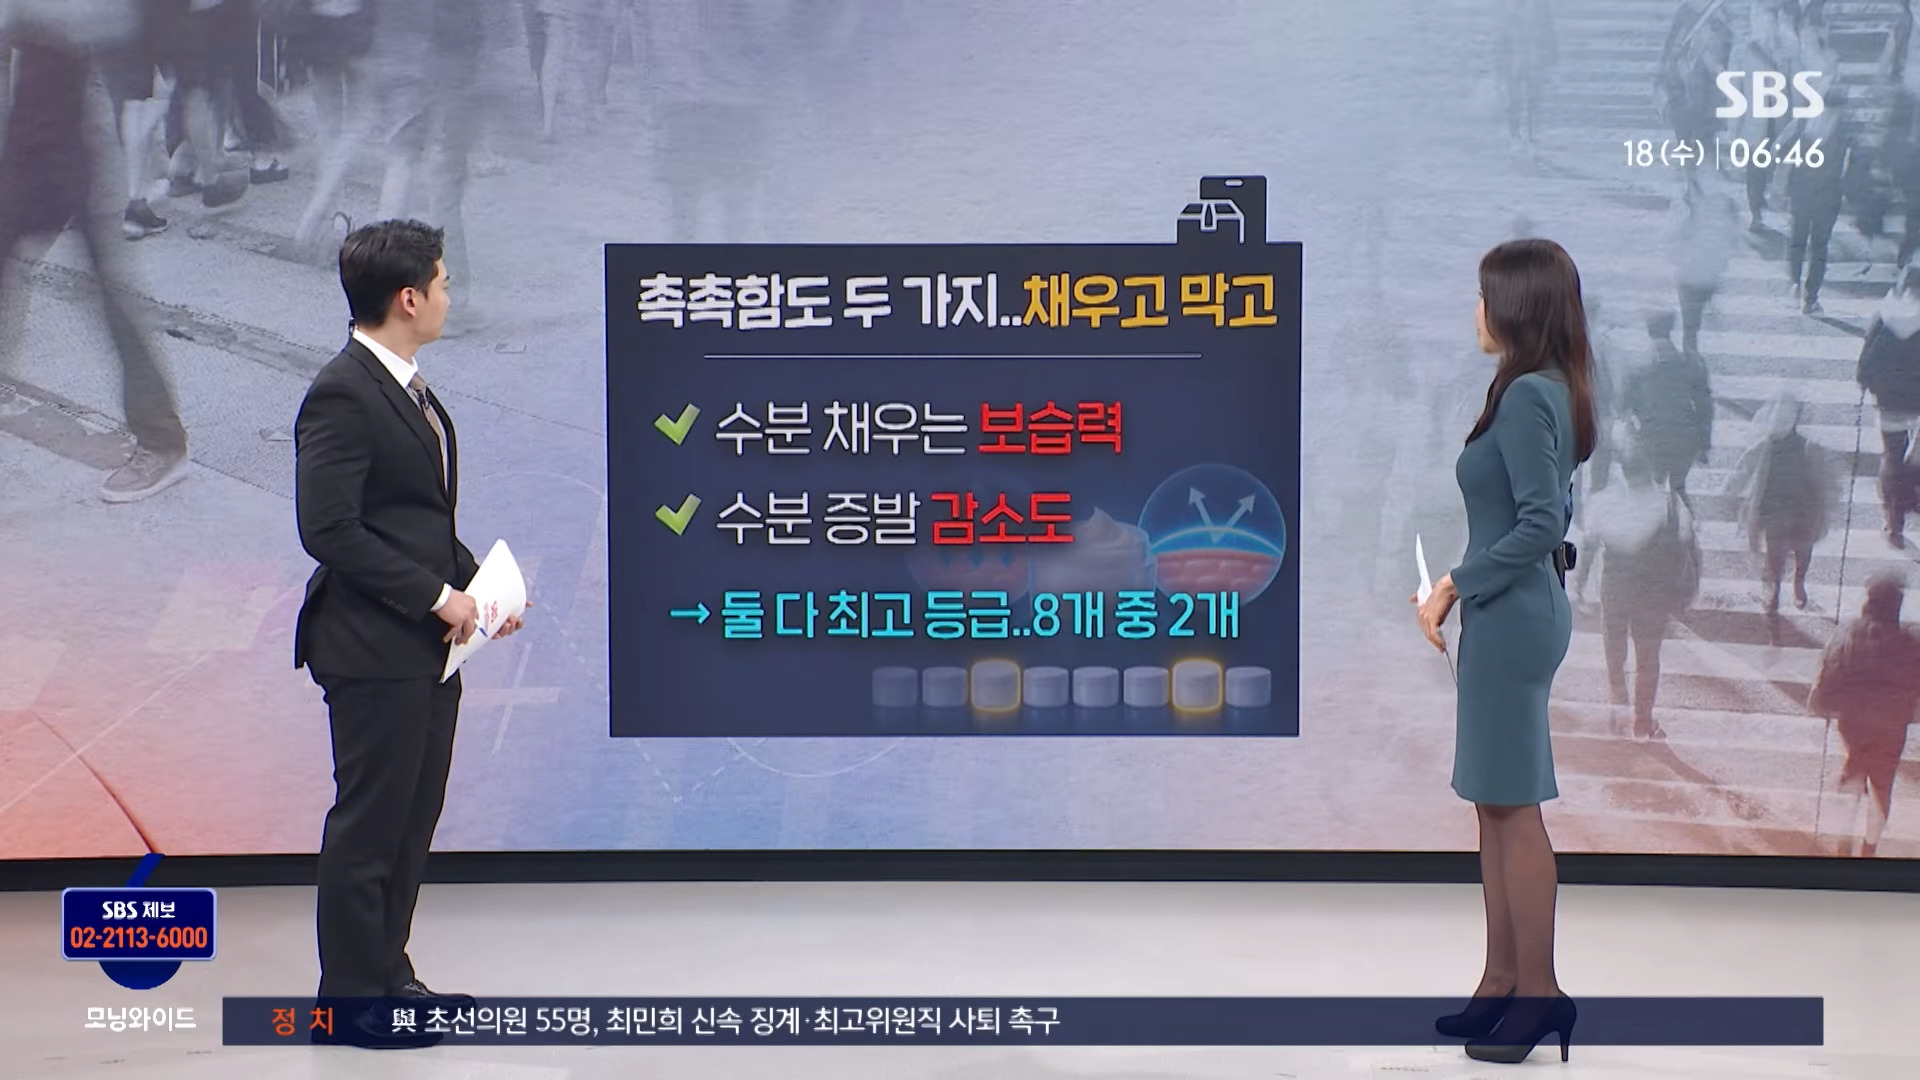 SBS
18(수) | 06:46
촉촉함도 두 가지..채우고 막고
수분 채우는 보습력
수분 증발 감소도
→ 둘 다 최고 등급..8개 중 2개
SBS 제보
02-2113-6000
모닝와이드
정치 與 초선의원 55명, 최민희 신속 징계·최고위원직 사퇴 촉구